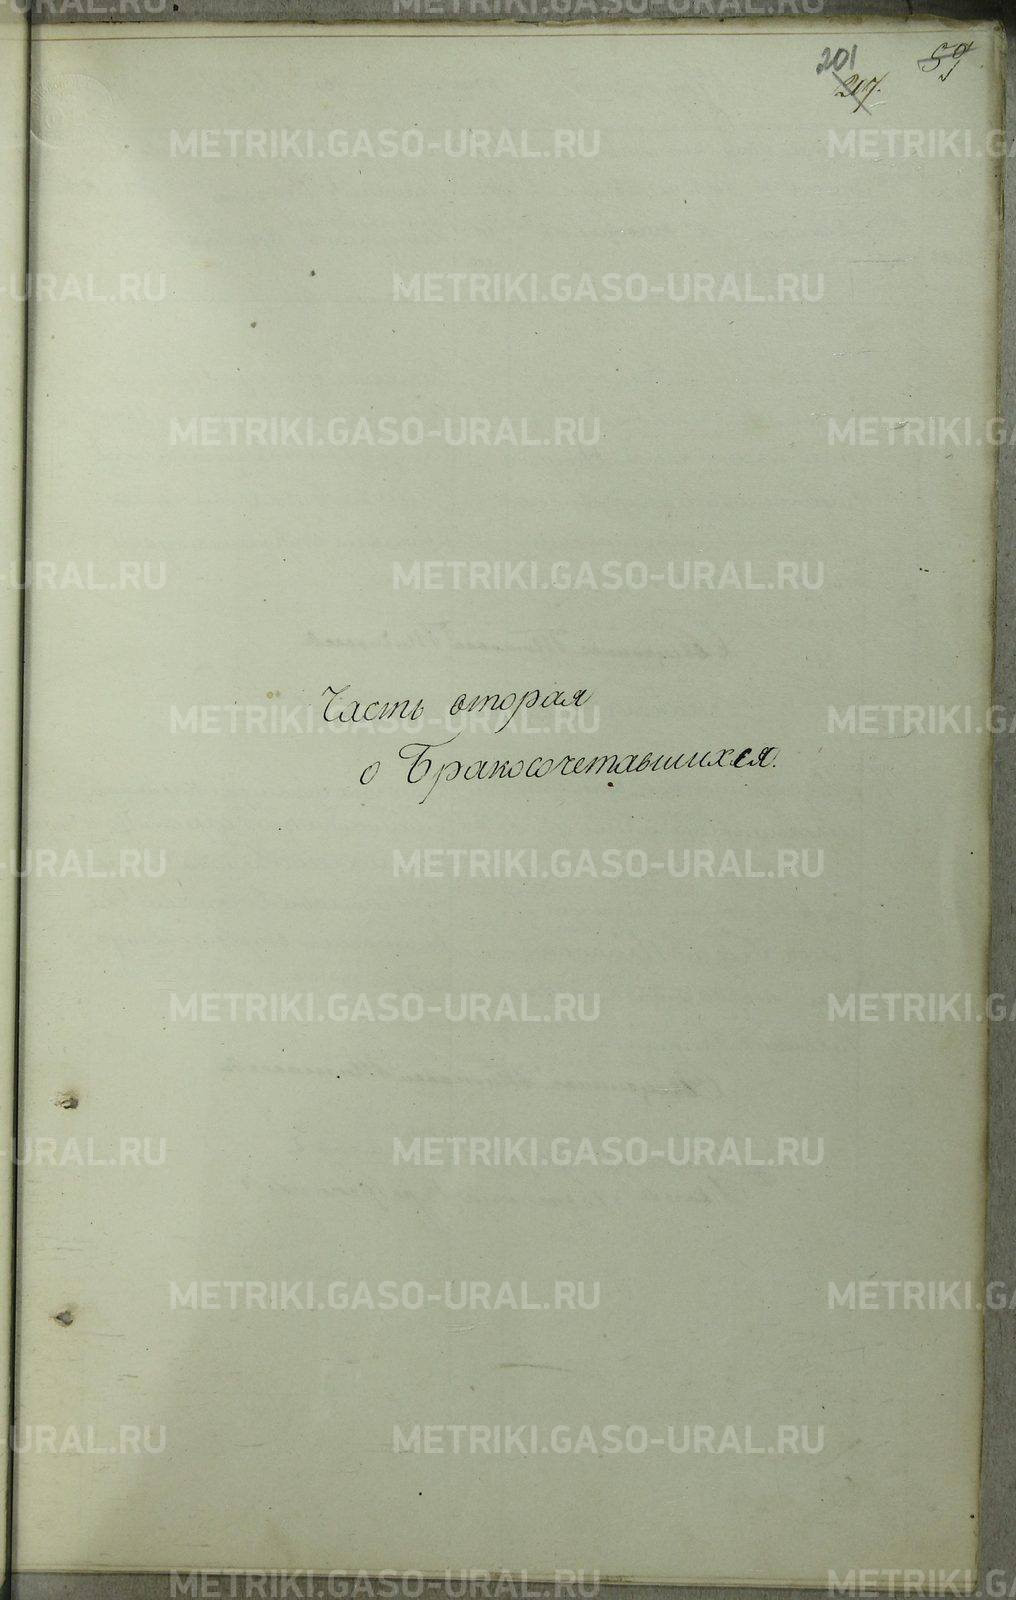 201 59
217.
Часть вторая
о Бракосочетавшихся.
METRIKI.GASO-URAL.RU